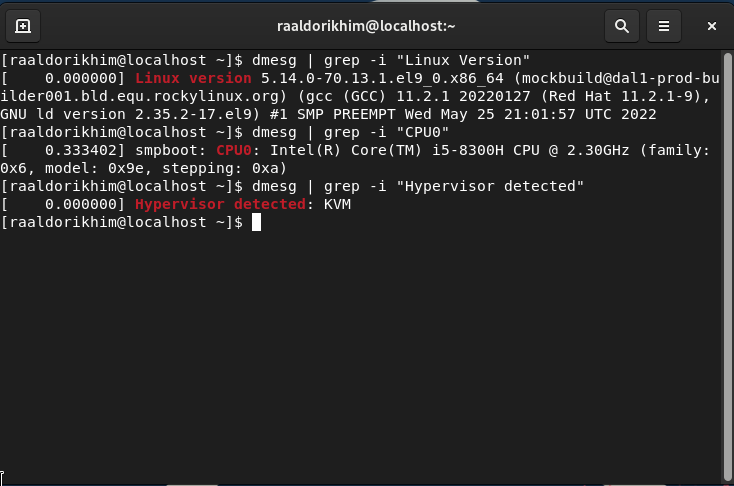 raaldorikhim@localhost:~
[raaldorikhim@localhost ~]$ dmesg | grep -i "Linux Version"
[    0.000000] Linux version 5.14.0-70.13.1.el9_0.x86_64 (mockbuild@dal1-prod-bu
ilder001.bld.equ.rockylinux.org) (gcc (GCC) 11.2.1 20220127 (Red Hat 11.2.1-9),
GNU ld version 2.35.2-17.el9) #1 SMP PREEMPT Wed May 25 21:01:57 UTC 2022
[raaldorikhim@localhost ~]$ dmesg | grep -i "CPU0"
[    0.333402] smpboot: CPU0: Intel(R) Core(TM) i5-8300H CPU @ 2.30GHz (family:
0x6, model: 0x9e, stepping: 0xa)
[raaldorikhim@localhost ~]$ dmesg | grep -i "Hypervisor detected"
[    0.000000] Hypervisor detected: KVM
[raaldorikhim@localhost ~]$